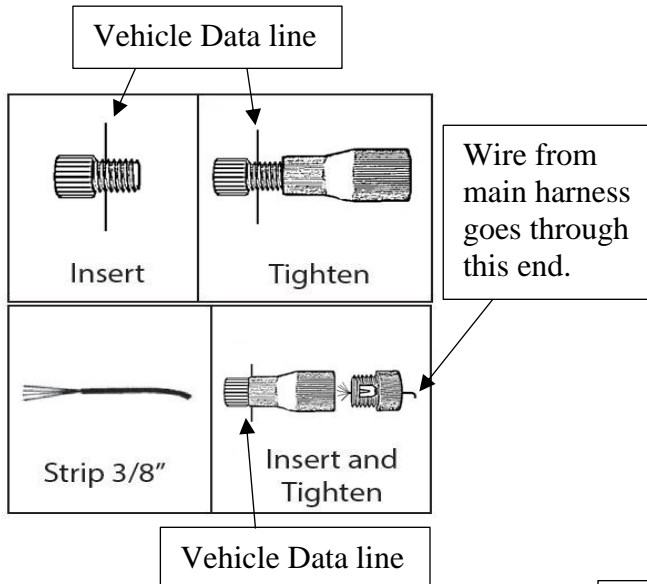 Vehicle Data line
Insert
Tighten
Wire from
main harness
goes through
this end.
Strip 3/8"
Insert and
Tighten
Vehicle Data line